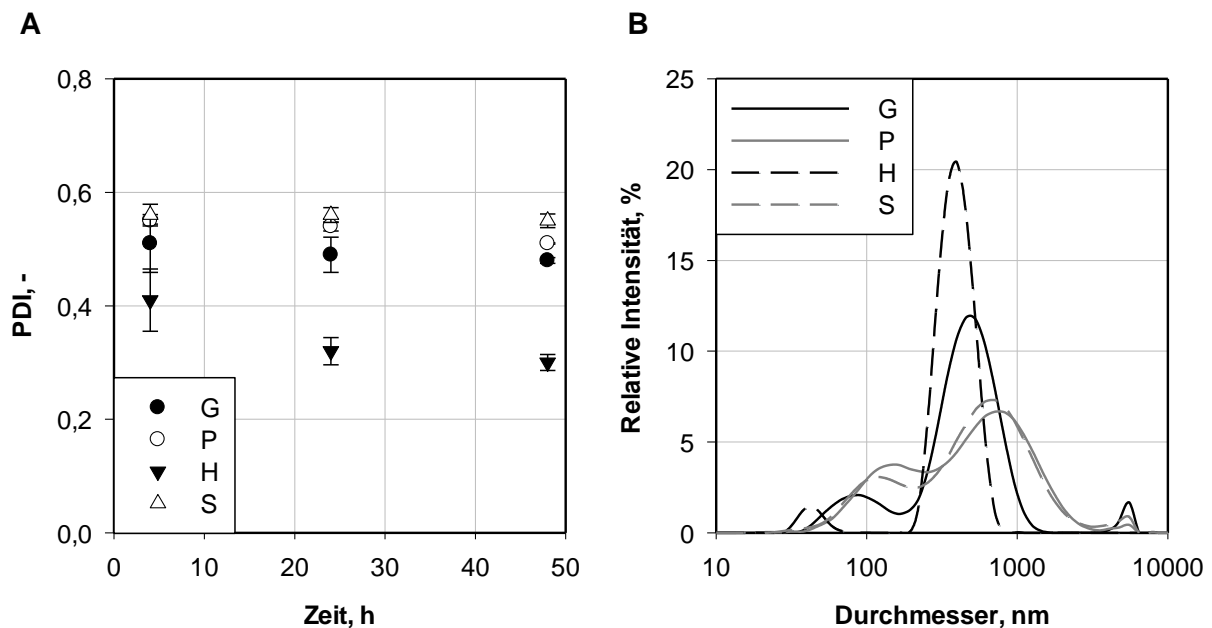 A
B
0,8
0,6
0,4
0,2
0,0
PDI, -
G
P
H
S
0 10 20 30 40 50
Zeit, h
25
20
15
10
5
0
Relative Intensität, %
G
P
H
S
10 100 1000 10000
Durchmesser, nm